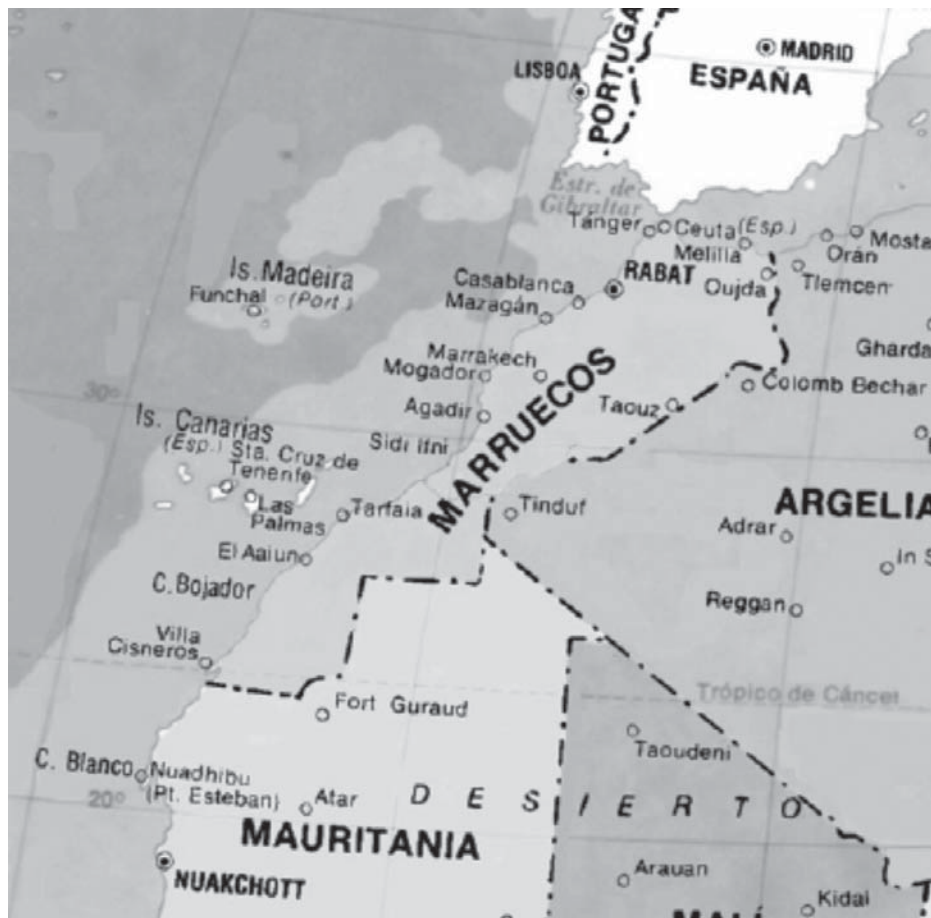 MADRID
LISBOA
PORTUGA
ESPAÑA
Estr. de
Gibraltar
Tánger
Ceuta (Esp.)
Melilla
Mosta
Orán
Is. Madeira
Funchal (Port.)
Casablanca
Mazagán
RABAT
Oujda
Tlemcen
Gharda
Marrakech
Mogador
MARRUECOS
Colomb Bechar
30°
Agadir
Taouz
Is. Canarias
(Esp.) Sta. Cruz de
Tenerife
Sidi Ifni
Las
Palmas
Tarfaia
Tinduf
ARGELIA
Adrar
El Aaiun
In S
C. Bojador
Reggan
Villa
Cisneros
Trópico de Cáncer
Fort Guraud
Taoudeni
C. Blanco
Nuadhibu
(Pt. Esteban)
20°
Atar
DESIERTO
MAURITANIA
NUAKCHOTT
Arauan
Kidal
MALÍ
T